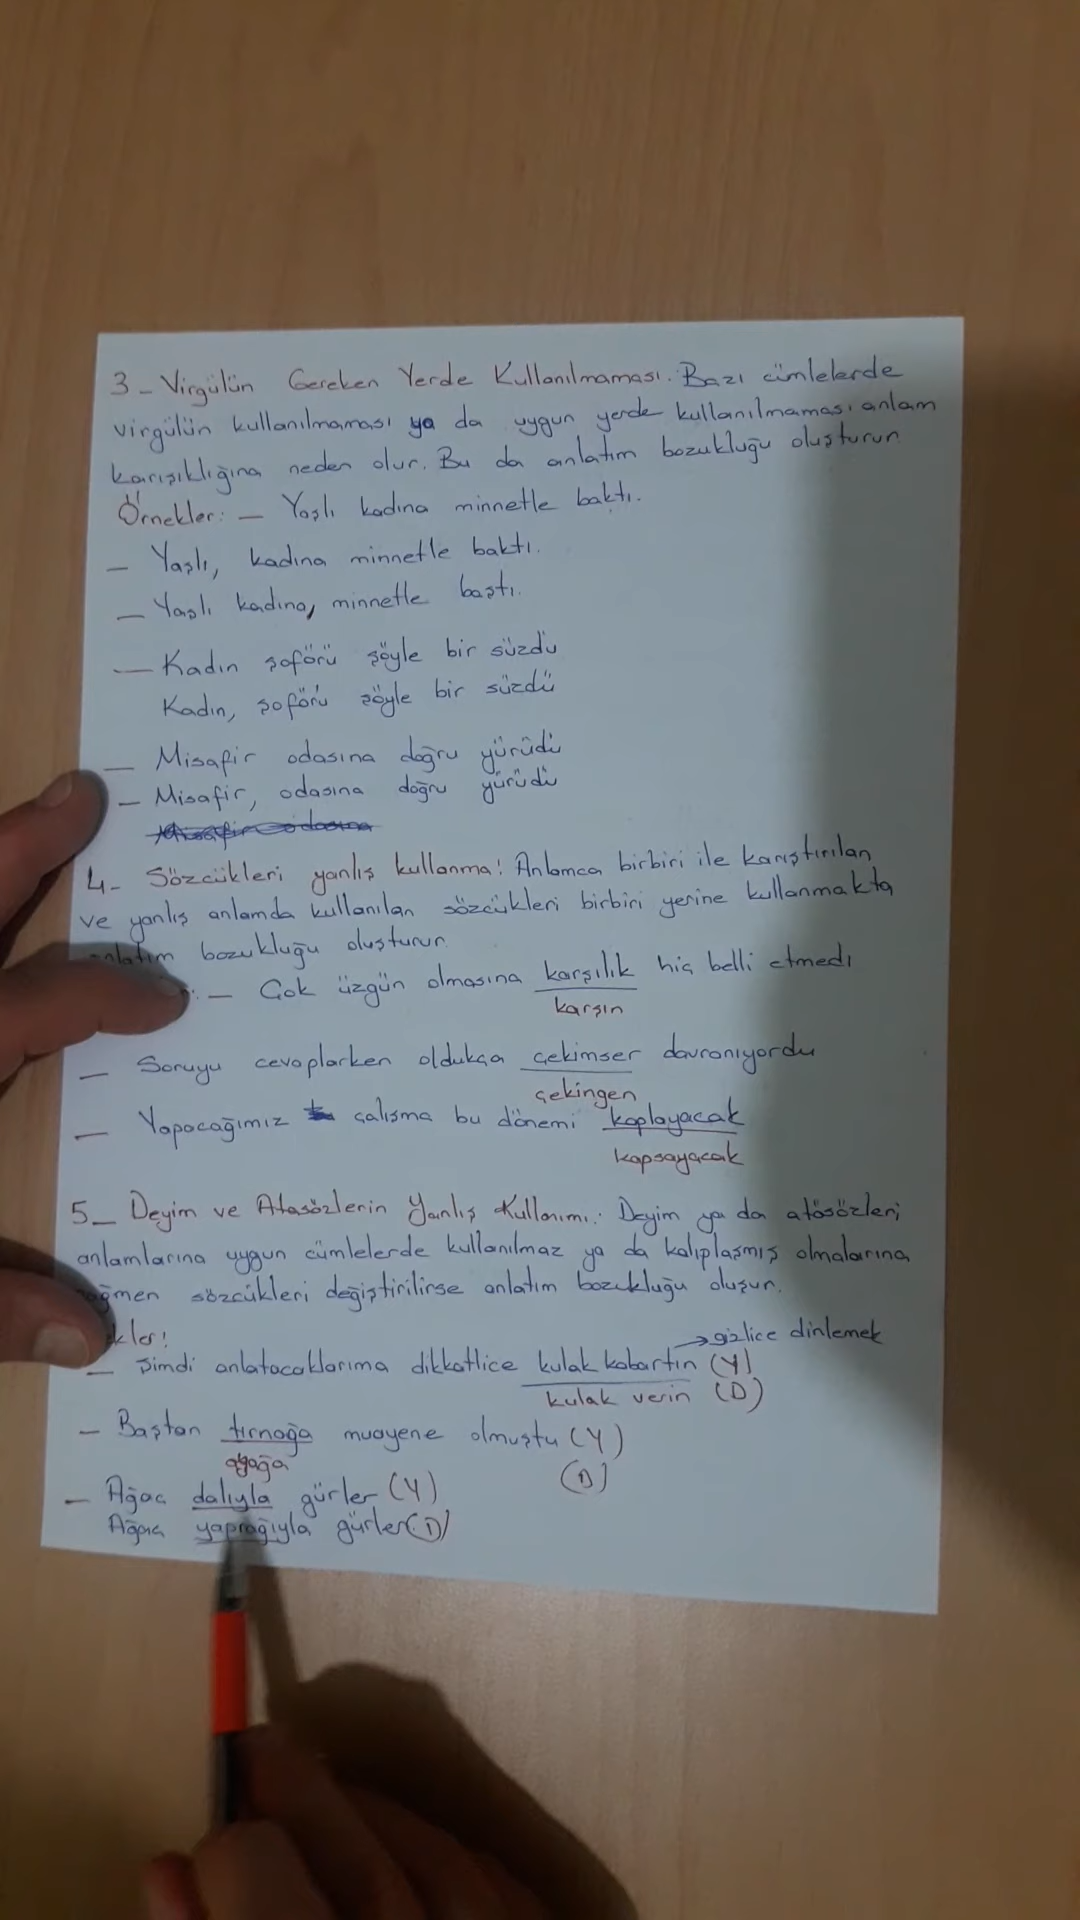 3 - Virgülün Gereken Yerde Kullanılmaması. Bazı cümlelerde
virgülün kullanılmaması ya da uygun yerde kullanılmaması anlam
karışıklığına neden olur. Bu da anlatım bozukluğu oluşturur.
Örnekler: - Yaşlı kadına minnetle baktı.
- Yaşlı, kadına minnetle baktı.
- Yaşlı kadına, minnetle baştı.
- Kadın şoförü şöyle bir süzdü
Kadın, şoförü şöyle bir süzdü
- Misafir odasına doğru yürüdü
- Misafir, odasına doğru yürüdü
4- Sözcükleri yanlış kullanma: Anlamca birbiri ile karıştırılan
ve yanlış anlamda kullanılan sözcükleri birbiri yerine kullanmakta
anlatım bozukluğu oluşturur.
- Çok üzgün olmasına karşılık hiç belli etmedi
karşın
- Soruyu cevaplarken oldukça çekimser davranıyordu
çekingen
- Yapacağımız çalışma bu dönemi kaplayacak
kapsayacak
5- Deyim ve Atasözlerin Yanlış Kullanımı: Deyim ya da atasözleri
anlamlarına uygun cümlelerde kullanılmaz ya da kalıplaşmış olmalarına
rağmen sözcükleri değiştirilirse anlatım bozukluğu oluşur.
kler:
→gizlice dinlemek
- Şimdi anlatacaklarıma dikkatlice kulak kabartın (Y)
kulak verin (D)
- Baştan tırnağa muayene olmuştu (Y)
ayağa (D)
- Ağaç dalıyla gürler (Y)
Ağaç yaprağıyla gürler (D)